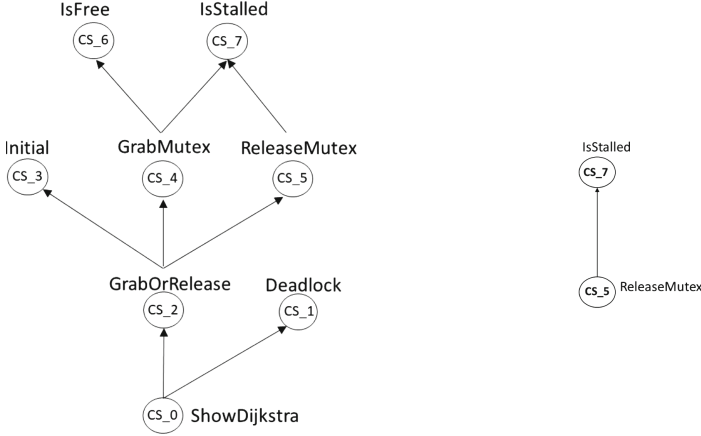 IsFree
IsStalled
CS_6
CS_7
Initial
GrabMutex
ReleaseMutex
CS_3
CS_4
CS_5
GrabOrRelease
Deadlock
CS_2
CS_1
CS_0
ShowDijkstra
IsStalled
CS_7
CS_5
ReleaseMutex